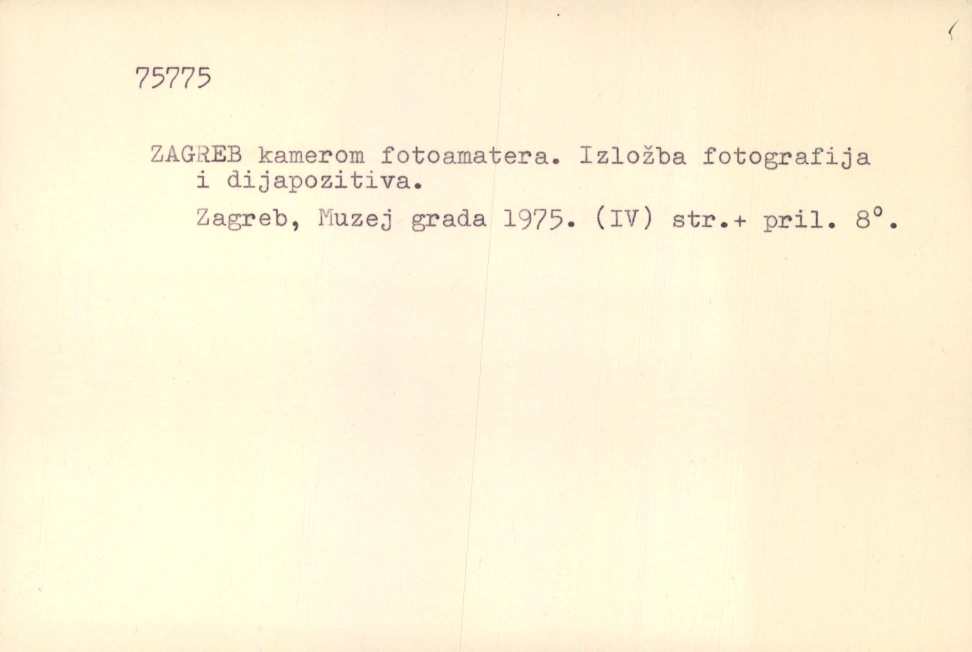 75775
ZAGREB kamerom fotoamatera. Izložba fotografija
i dijapozitiva.
Zagreb, Muzej grada 1975. (IV) str.+ pril. 8°.